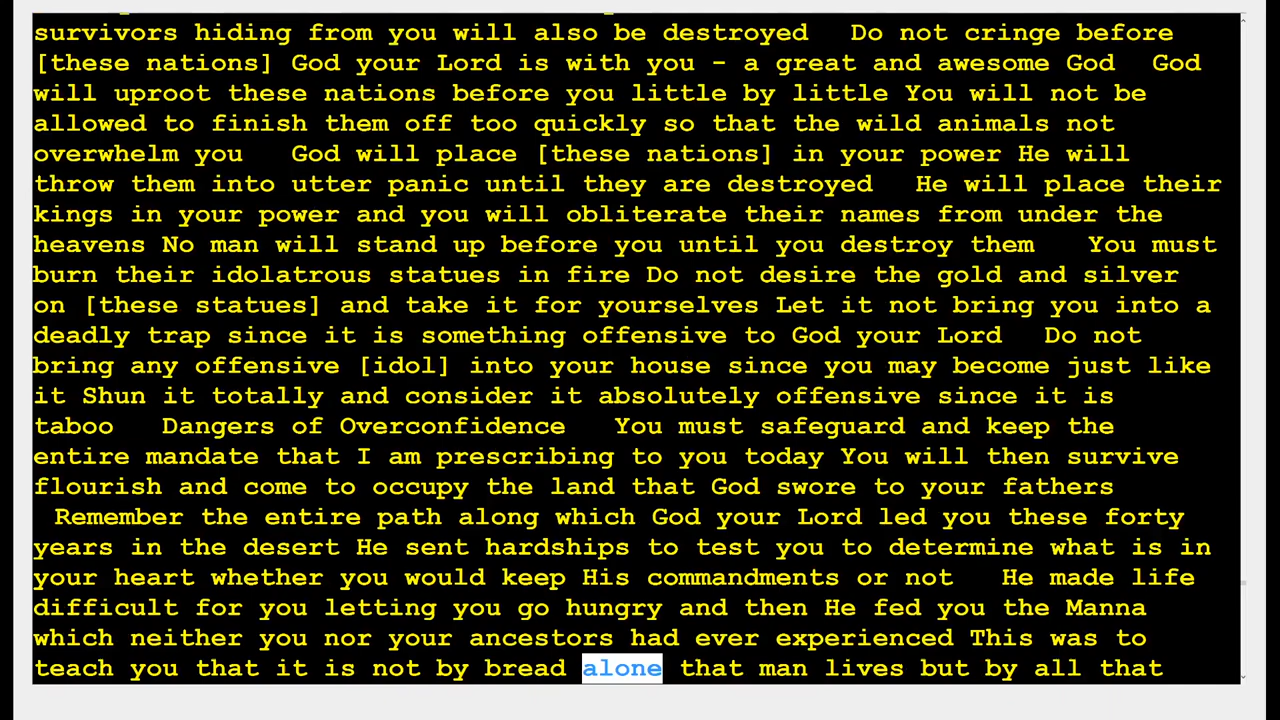 survivors hiding from you will also be destroyed Do not cringe before
[these nations] God your Lord is with you - a great and awesome God God
will uproot these nations before you little by little You will not be
allowed to finish them off too quickly so that the wild animals not
overwhelm you God will place [these nations] in your power He will
throw them into utter panic until they are destroyed He will place their
kings in your power and you will obliterate their names from under the
heavens No man will stand up before you until you destroy them You must
burn their idolatrous statues in fire Do not desire the gold and silver
on [these statues] and take it for yourselves Let it not bring you into a
deadly trap since it is something offensive to God your Lord Do not
bring any offensive [idol] into your house since you may become just like
it Shun it totally and consider it absolutely offensive since it is
taboo Dangers of Overconfidence You must safeguard and keep the
entire mandate that I am prescribing to you today You will then survive
flourish and come to occupy the land that God swore to your fathers
Remember the entire path along which God your Lord led you these forty
years in the desert He sent hardships to test you to determine what is in
your heart whether you would keep His commandments or not He made life
difficult for you letting you go hungry and then He fed you the Manna
which neither you nor your ancestors had ever experienced This was to
teach you that it is not by bread alone that man lives but by all that